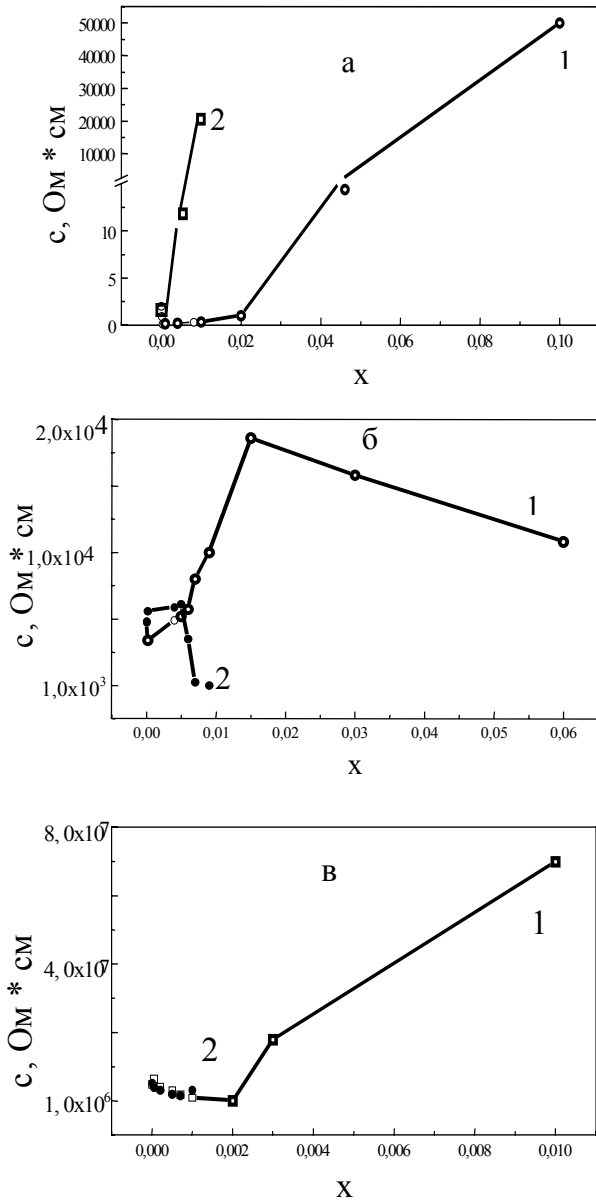 50000
40000
30000
2000
1000
10
5
0
с, Ом * см
а
1
2
0,00 0,02 0,04 0,06 0,08 0,10
х
2,0x10⁴
1,0x10⁴
1,0x10³
с, Ом * см
б
1
2
0,00 0,01 0,02 0,03 0,04 0,05 0,06
х
8,0x10⁷
4,0x10⁷
1,0x10⁶
с, Ом * см
в
1
2
0,000 0,002 0,004 0,006 0,008 0,010
х